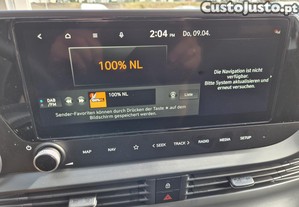 CustoJusto.pt
2:04 PM Do, 09.04.
100% NL
Die Navigation ist nicht verfügbar.
Bitte System aktualisieren und erneut versuchen.
DAB FM
100% NL
Sender-Favoriten können durch Drücken der Taste ★ auf dem Bildschirm gespeichert werden.
MAP NAV < SEEK > TRACK RADIO MEDIA SETUP